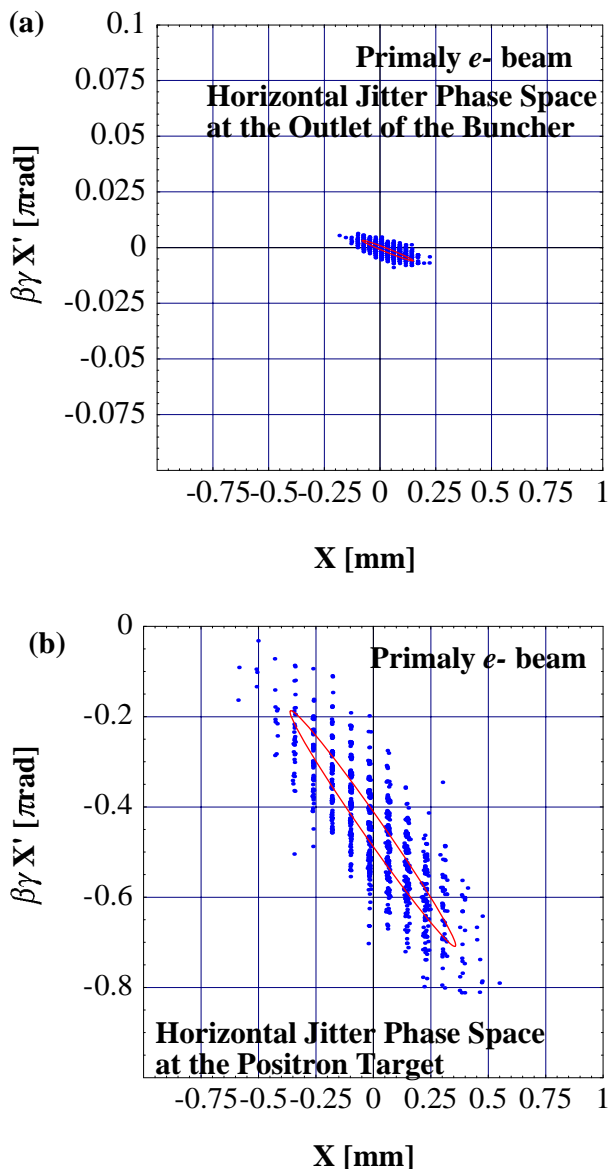 (a)
0.1
Primaly e- beam
0.075
Horizontal Jitter Phase Space
at the Outlet of the Buncher
0.05
0.025
0
-0.025
-0.05
-0.075
βγ X' [πrad]
-0.75 -0.5 -0.25 0 0.25 0.5 0.75 1
X [mm]
(b)
0
Primaly e- beam
-0.2
-0.4
-0.6
-0.8
βγ X' [πrad]
Horizontal Jitter Phase Space
at the Positron Target
-0.75 -0.5 -0.25 0 0.25 0.5 0.75 1
X [mm]